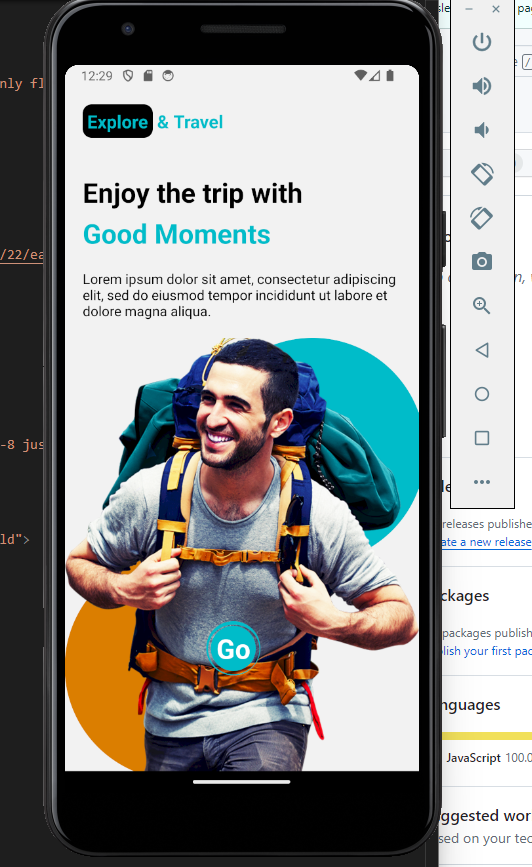 12:29
Explore & Travel
Enjoy the trip with
Good Moments
Lorem ipsum dolor sit amet, consectetur adipiscing
elit, sed do eiusmod tempor incididunt ut labore et
dolore magna aliqua.
Go
nly fl
/22/ea
-8 jus
ld">
releases publishe
ate a new release
ckages
packages publish
lish your first pac
nguages
JavaScript 100.0
ggested wor
sed on your tec